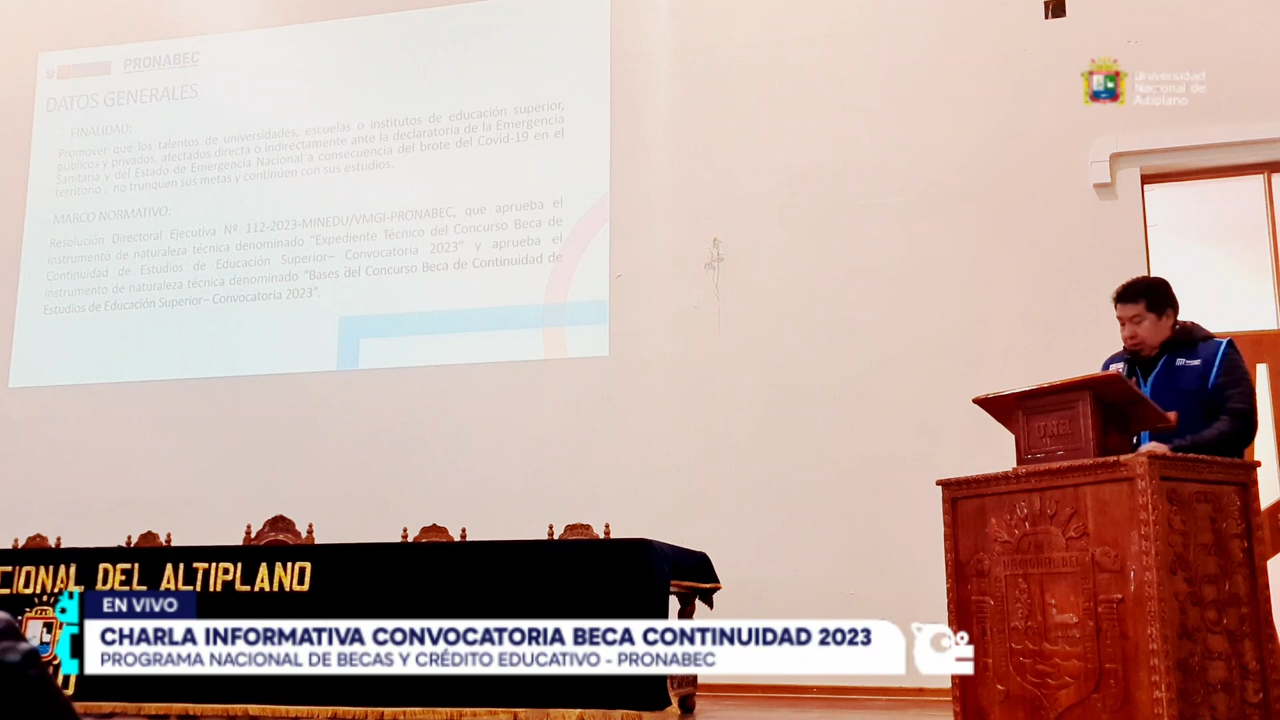 PRONABEC
DATOS GENERALES
- FINALIDAD:
Promover que los talentos de universidades, escuelas o institutos de educación superior,
públicos y privados, afectados directa o indirectamente ante la declaratoria de la Emergencia
Sanitaria y del Estado de Emergencia Nacional a consecuencia del brote del Covid-19 en el
territorio , no trunquen sus metas y continúen con sus estudios.
- MARCO NORMATIVO:
Resolución Directoral Ejecutiva Nº 112-2023-MINEDU/VMGI-PRONABEC, que aprueba el
instrumento de naturaleza técnica denominado “Expediente Técnico del Concurso Beca de
Continuidad de Estudios de Educación Superior– Convocatoria 2023” y aprueba el
instrumento de naturaleza técnica denominado “Bases del Concurso Beca de Continuidad de
Estudios de Educación Superior– Convocatoria 2023”.
Universidad
Nacional del
Altiplano
UNA
NACIONAL DEL
CIONAL DEL ALTIPLANO
EN VIVO
CHARLA INFORMATIVA CONVOCATORIA BECA CONTINUIDAD 2023
PROGRAMA NACIONAL DE BECAS Y CRÉDITO EDUCATIVO - PRONABEC